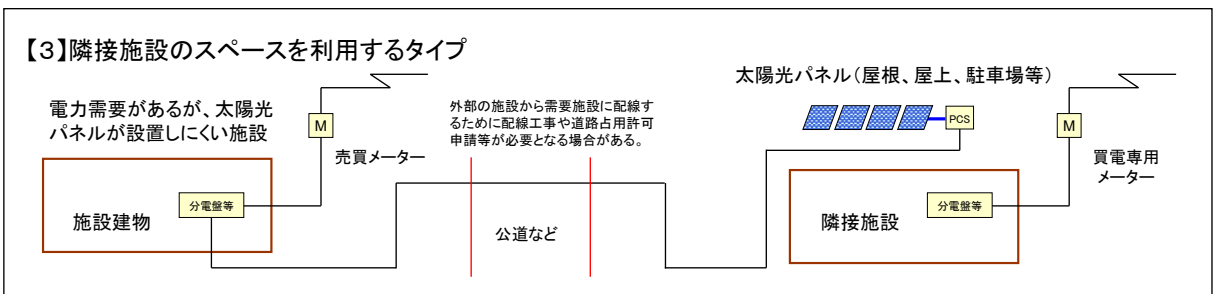 【3】隣接施設のスペースを利用するタイプ
電力需要があるが、太陽光
パネルが設置しにくい施設
M
売買メーター
分電盤等
施設建物
外部の施設から需要施設に配線す
るために配線工事や道路占用許可
申請等が必要となる場合がある。
公道など
太陽光パネル(屋根、屋上、駐車場等)
PCS
M
買電専用
メーター
分電盤等
隣接施設